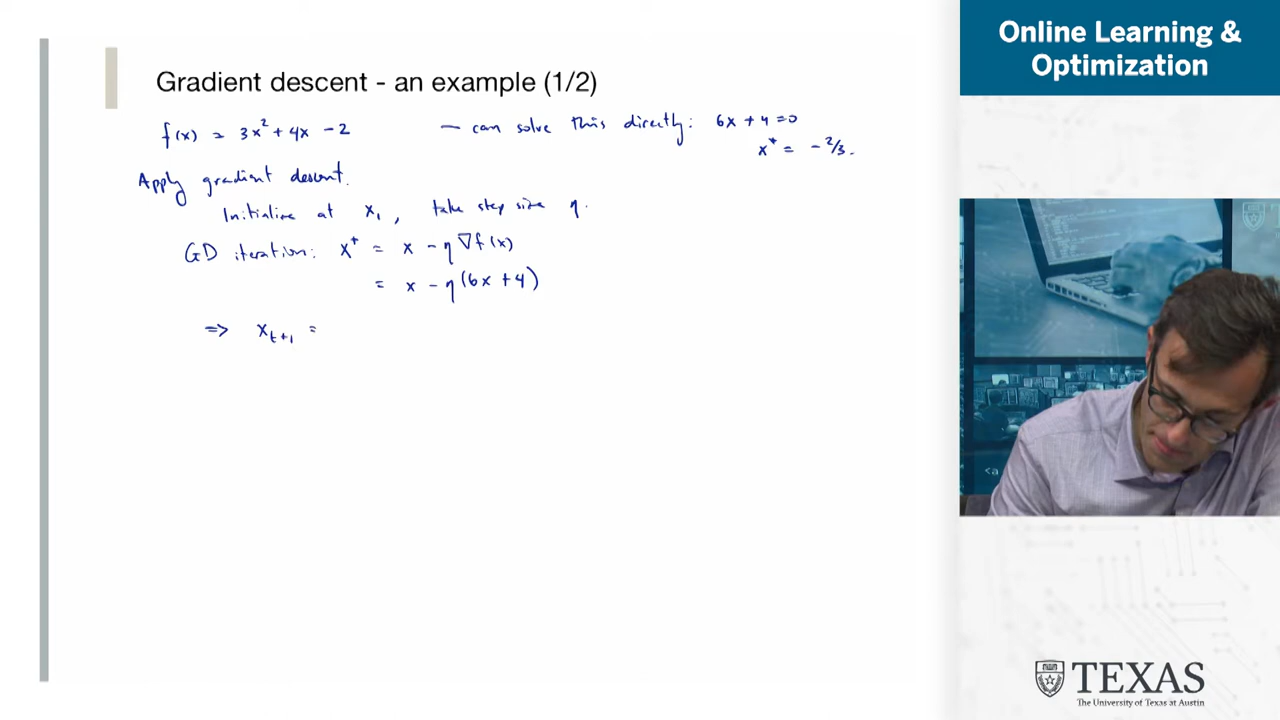 Gradient descent - an example (1/2)
f(x) = 3x² + 4x - 2 — can solve this directly: 6x + 4 = 0
x* = - 2/3.
Apply gradient descent.
Initialize at x₁, take step size η.
GD iteration: x⁺ = x - η ∇f(x)
= x - η(6x + 4)
⇒ x_{t+1} =
Online Learning &
Optimization
<a
TEXAS
The University of Texas at Austin